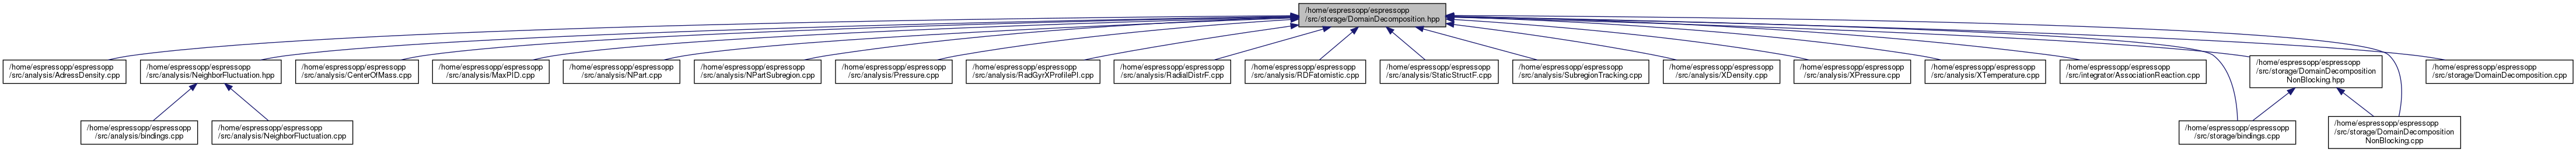 /home/espressopp/espressopp
/src/storage/DomainDecomposition.hpp
/home/espressopp/espressopp
/src/analysis/AdressDensity.cpp
/home/espressopp/espressopp
/src/analysis/NeighborFluctuation.hpp
/home/espressopp/espressopp
/src/analysis/CenterOfMass.cpp
/home/espressopp/espressopp
/src/analysis/MaxPID.cpp
/home/espressopp/espressopp
/src/analysis/NPart.cpp
/home/espressopp/espressopp
/src/analysis/NPartSubregion.cpp
/home/espressopp/espressopp
/src/analysis/Pressure.cpp
/home/espressopp/espressopp
/src/analysis/RadGyrXProfilePI.cpp
/home/espressopp/espressopp
/src/analysis/RadialDistrF.cpp
/home/espressopp/espressopp
/src/analysis/RDFatomistic.cpp
/home/espressopp/espressopp
/src/analysis/StaticStructF.cpp
/home/espressopp/espressopp
/src/analysis/SubregionTracking.cpp
/home/espressopp/espressopp
/src/analysis/XDensity.cpp
/home/espressopp/espressopp
/src/analysis/XPressure.cpp
/home/espressopp/espressopp
/src/analysis/XTemperature.cpp
/home/espressopp/espressopp
/src/integrator/AssociationReaction.cpp
/home/espressopp/espressopp
/src/storage/DomainDecomposition
NonBlocking.hpp
/home/espressopp/espressopp
/src/storage/DomainDecomposition.cpp
/home/espressopp/espressopp
/src/analysis/bindings.cpp
/home/espressopp/espressopp
/src/analysis/NeighborFluctuation.cpp
/home/espressopp/espressopp
/src/storage/bindings.cpp
/home/espressopp/espressopp
/src/storage/DomainDecomposition
NonBlocking.cpp